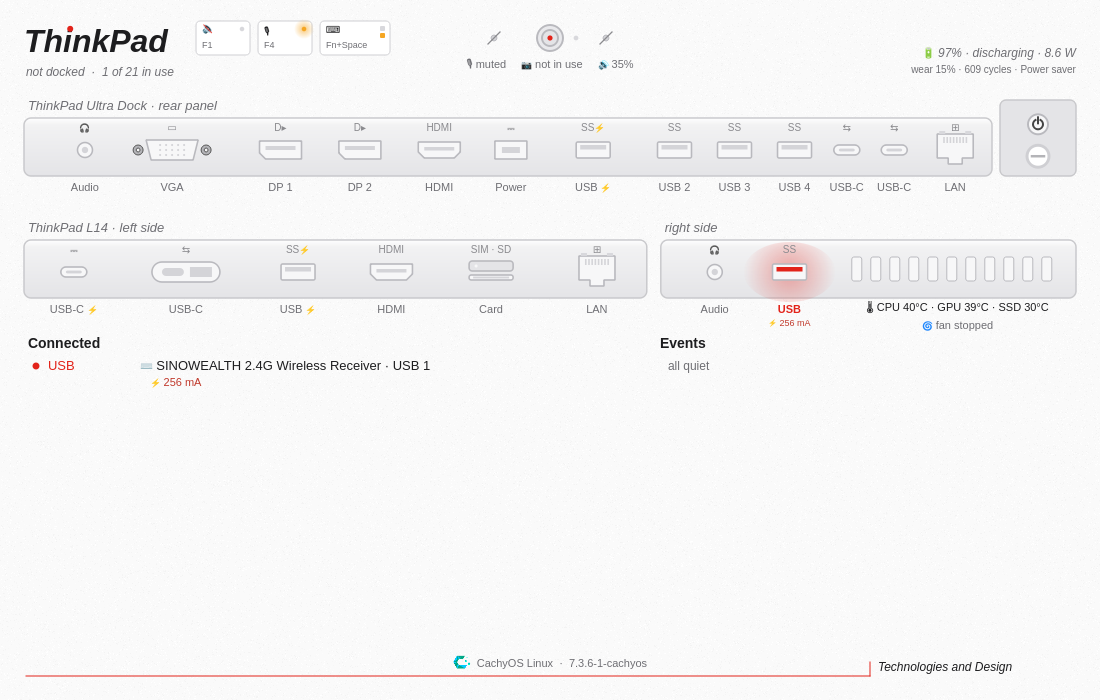 ThinkPad
F1
F4
Fn+Space
muted
not in use
35%
97% · discharging · 8.6 W
not docked · 1 of 21 in use
wear 15% · 609 cycles · Power saver
ThinkPad Ultra Dock · rear panel
D▸ D▸ HDMI SS⚡ SS SS SS
Audio VGA DP 1 DP 2 HDMI Power USB ⚡ USB 2 USB 3 USB 4 USB-C USB-C LAN
ThinkPad L14 · left side
SS⚡ HDMI SIM · SD
USB-C ⚡ USB-C USB ⚡ HDMI Card LAN
right side
SS
Audio USB CPU 40°C · GPU 39°C · SSD 30°C
⚡ 256 mA fan stopped
Connected
USB SINOWEALTH 2.4G Wireless Receiver · USB 1
⚡ 256 mA
Events
all quiet
CachyOS Linux · 7.3.6-1-cachyos
Technologies and Design